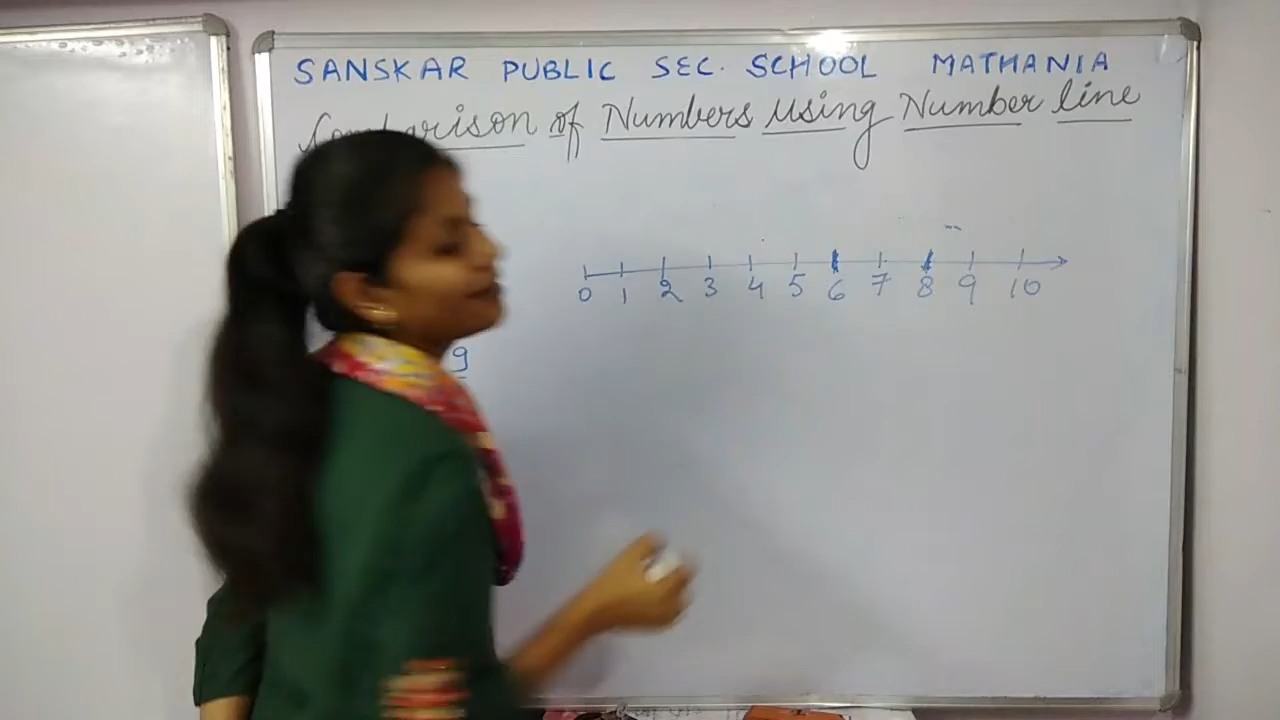 SANSKAR PUBLIC SEC. SCHOOL MATHANIA
Comparison of Numbers using Number line
0 1 2 3 4 5 6 7 8 9 10
9